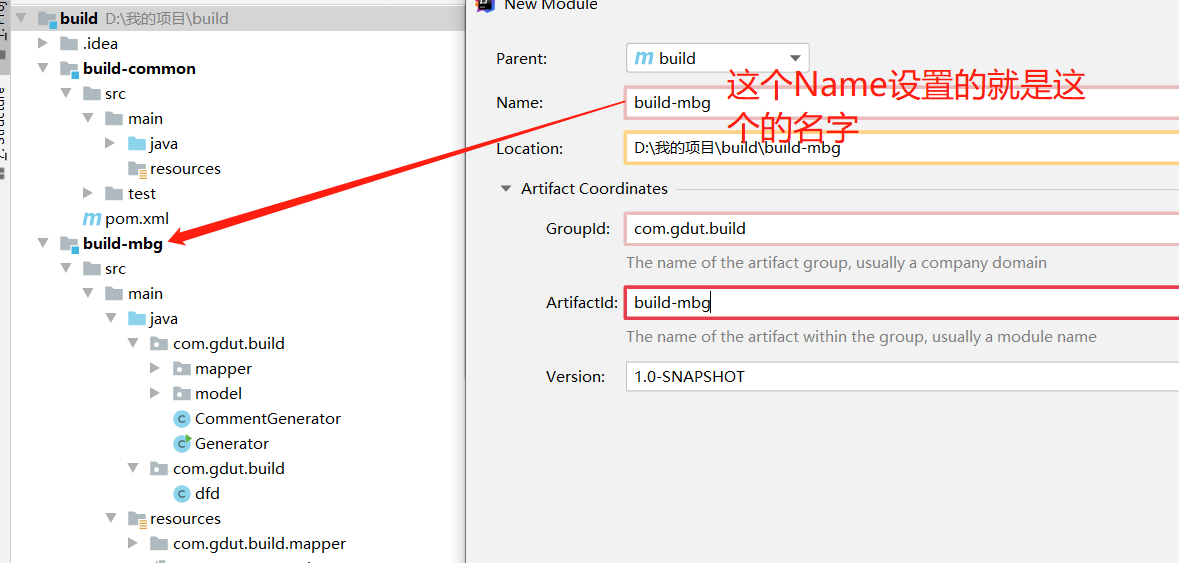 build D:\我的项目\build
.idea
build-common
src
main
java
resources
test
pom.xml
build-mbg
src
main
java
com.gdut.build
mapper
model
CommentGenerator
Generator
com.gdut.build
dfd
resources
com.gdut.build.mapper
New Module
Parent: build
Name: build-mbg
这个Name设置的就是这
个的名字
Location: D:\我的项目\build\build-mbg
Artifact Coordinates
GroupId: com.gdut.build
The name of the artifact group, usually a company domain
ArtifactId: build-mbg
The name of the artifact within the group, usually a module name
Version: 1.0-SNAPSHOT